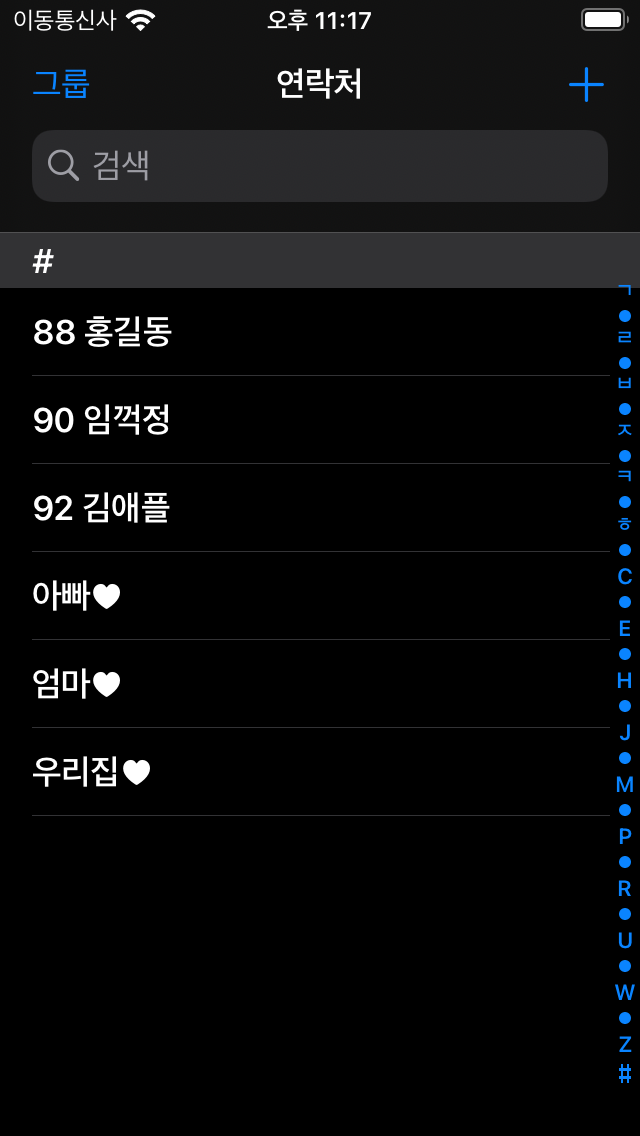 이동통신사 오후 11:17
그룹 연락처 +
검색
#
88 홍길동
90 임꺽정
92 김애플
아빠♥
엄마♥
우리집♥
ㄱ
●
ㄹ
●
ㅂ
●
ㅈ
●
ㅋ
●
ㅎ
●
C
●
E
●
H
●
J
●
M
●
P
●
R
●
U
●
W
●
Z
#